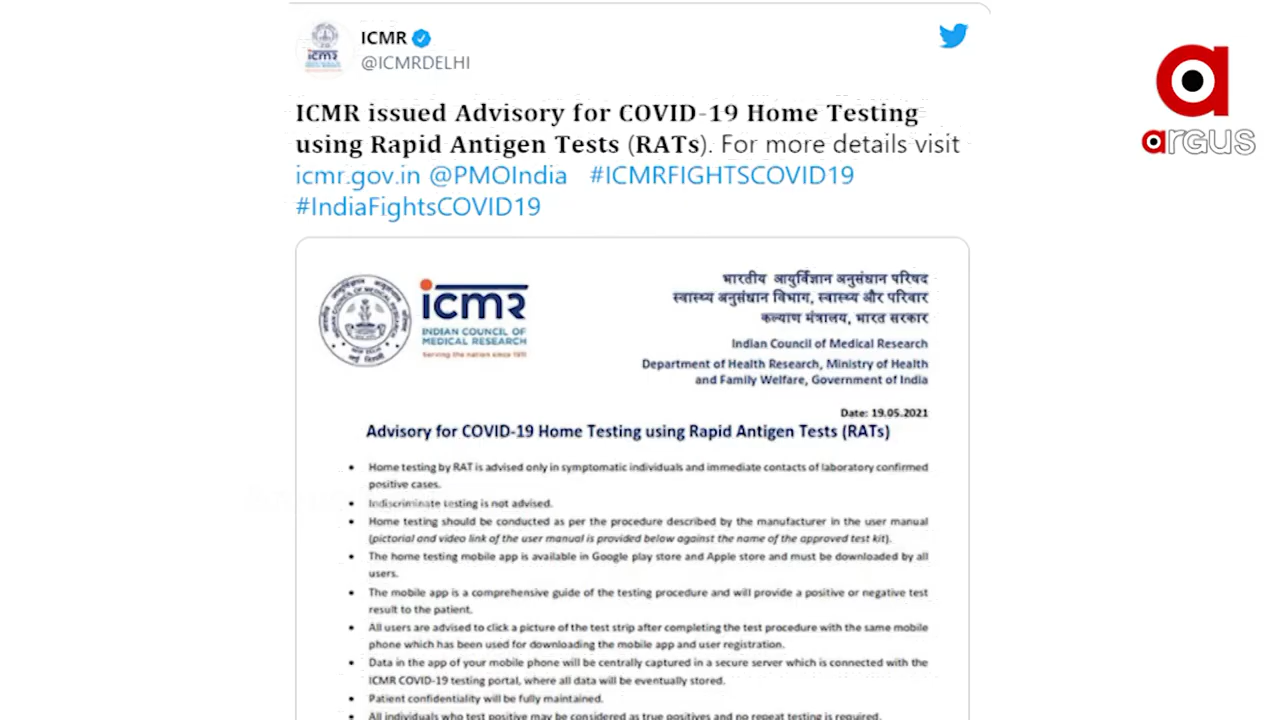 ICMR
@ICMRDELHI
argus
ICMR issued Advisory for COVID-19 Home Testing
using Rapid Antigen Tests (RATs). For more details visit
icmr.gov.in @PMOIndia #ICMRFIGHTSCOVID19
#IndiaFightsCOVID19
icmr
INDIAN COUNCIL OF
MEDICAL RESEARCH
Serving the nation since 1911
भारतीय आयुर्विज्ञान अनुसंधान परिषद
स्वास्थ्य अनुसंधान विभाग, स्वास्थ्य और परिवार
कल्याण मंत्रालय, भारत सरकार
Indian Council of Medical Research
Department of Health Research, Ministry of Health
and Family Welfare, Government of India
Date: 19.05.2021
Advisory for COVID-19 Home Testing using Rapid Antigen Tests (RATs)
• Home testing by RAT is advised only in symptomatic individuals and immediate contacts of laboratory confirmed
positive cases.
• Indiscriminate testing is not advised.
• Home testing should be conducted as per the procedure described by the manufacturer in the user manual
(pictorial and video link of the user manual is provided below against the name of the approved test kit).
• The home testing mobile app is available in Google play store and Apple store and must be downloaded by all
users.
• The mobile app is a comprehensive guide of the testing procedure and will provide a positive or negative test
result to the patient.
• All users are advised to click a picture of the test strip after completing the test procedure with the same mobile
phone which has been used for downloading the mobile app and user registration.
• Data in the app of your mobile phone will be centrally captured in a secure server which is connected with the
ICMR COVID-19 testing portal, where all data will be eventually stored.
• Patient confidentiality will be fully maintained.
• All individuals who test positive may be considered as true positives and no repeat testing is required.